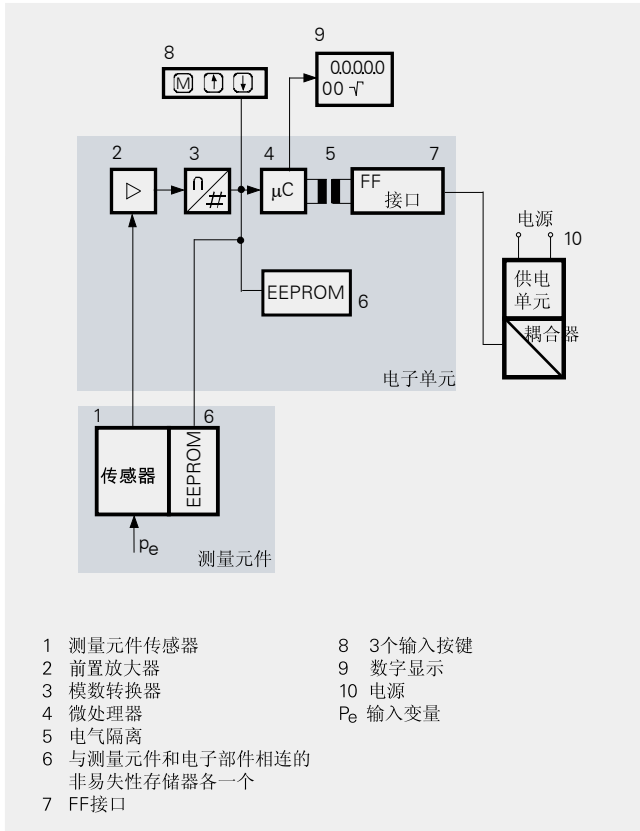 9
8
0.0.0.0.0
00
M
2
3
4
5
7
∩
#
μC
FF
接口
电源
10
供电
单元
EEPROM
6
耦合器
电子单元
1
6
传感器
EEPROM
pe
测量元件
1 测量元件传感器
2 前置放大器
3 模数转换器
4 微处理器
5 电气隔离
6 与测量元件和电子部件相连的
非易失性存储器各一个
7 FF接口
8 3个输入按键
9 数字显示
10 电源
Pe 输入变量